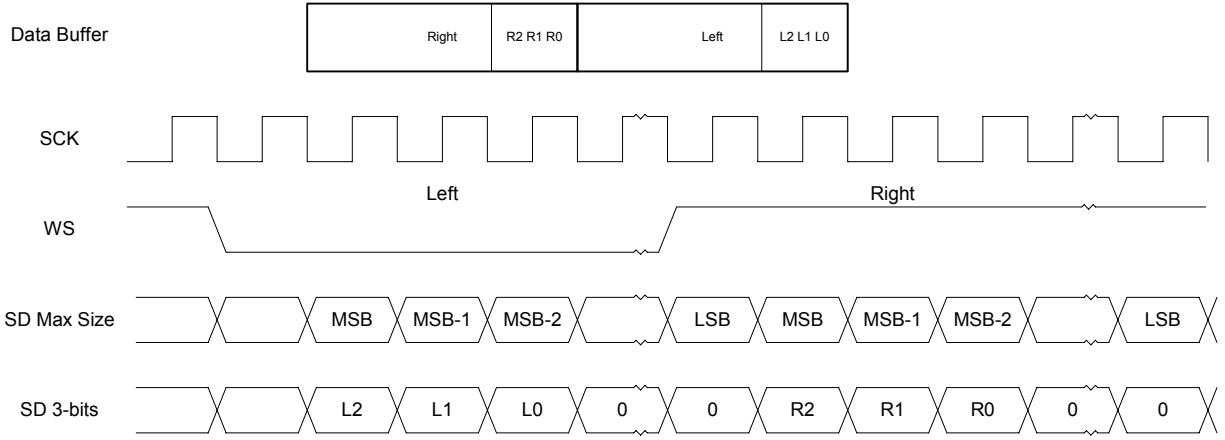 Data Buffer Right R2 R1 R0 Left L2 L1 L0
SCK
Left Right
WS
SD Max Size MSB MSB-1 MSB-2 LSB MSB MSB-1 MSB-2 LSB
SD 3-bits L2 L1 L0 0 0 R2 R1 R0 0 0